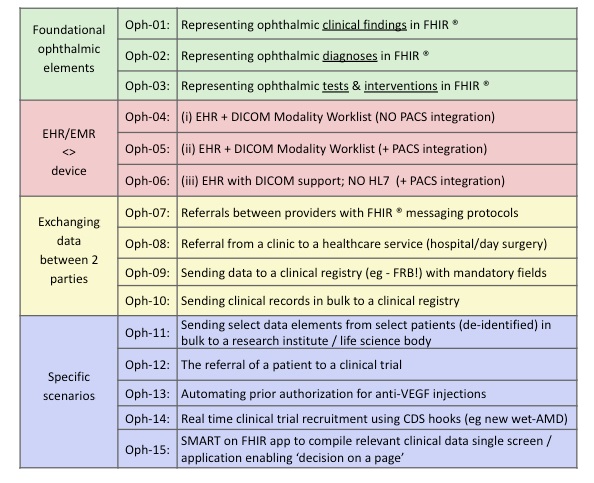 Foundational
ophthalmic
elements
Oph-01: Representing ophthalmic clinical findings in FHIR ®
Oph-02: Representing ophthalmic diagnoses in FHIR ®
Oph-03: Representing ophthalmic tests & interventions in FHIR ®
EHR/EMR
<>
device
Oph-04: (i) EHR + DICOM Modality Worklist (NO PACS integration)
Oph-05: (ii) EHR + DICOM Modality Worklist (+ PACS integration)
Oph-06: (iii) EHR with DICOM support; NO HL7 (+ PACS integration)
Exchanging
data
between 2
parties
Oph-07: Referrals between providers with FHIR ® messaging protocols
Oph-08: Referral from a clinic to a healthcare service (hospital/day surgery)
Oph-09: Sending data to a clinical registry (eg - FRB!) with mandatory fields
Oph-10: Sending clinical records in bulk to a clinical registry
Specific
scenarios
Oph-11: Sending select data elements from select patients (de-identified) in
bulk to a research institute / life science body
Oph-12: The referral of a patient to a clinical trial
Oph-13: Automating prior authorization for anti-VEGF injections
Oph-14: Real time clinical trial recruitment using CDS hooks (eg new wet-AMD)
Oph-15: SMART on FHIR app to compile relevant clinical data single screen /
application enabling ‘decision on a page’